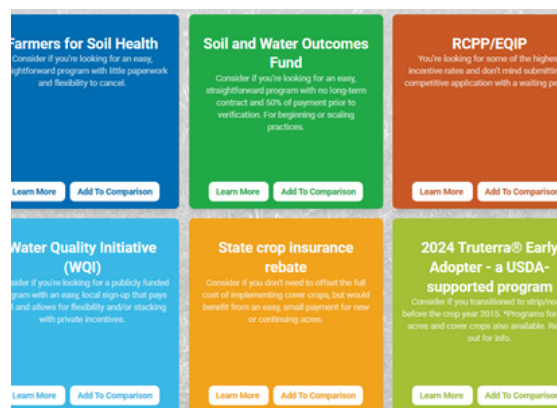 Farmers for Soil Health
Consider if you're looking for an easy,
straightforward program with little paperwork
and flexibility to cancel.
Learn More
Add To Comparison
Soil and Water Outcomes
Fund
Consider if you're looking for an easy,
straightforward program with no long-term
contract and 50% of payment prior to
verification. For beginning or scaling
practices.
Learn More
Add To Comparison
RCPP/EQIP
You're looking for some of the highest
incentive rates and don't mind submitting
competitive application with a waiting
Learn More
Add To Comparison
Water Quality Initiative
(WQI)
Consider if you're looking for a publicly funded
program with an easy, local sign-up that pays
and allows for flexibility and/or stacking
with private incentives.
Learn More
Add To Comparison
State crop insurance
rebate
Consider if you don't need to offset the full
cost of implementing cover crops, but would
benefit from an easy, small payment for new
or continuing acres.
Learn More
Add To Comparison
2024 Truterra® Early
Adopter - a USDA-
supported program
Consider if you transitioned to
before the crop year 2015. *Programs for
acres and cover crops also available.
out for info.
Learn More
Add To Comparison